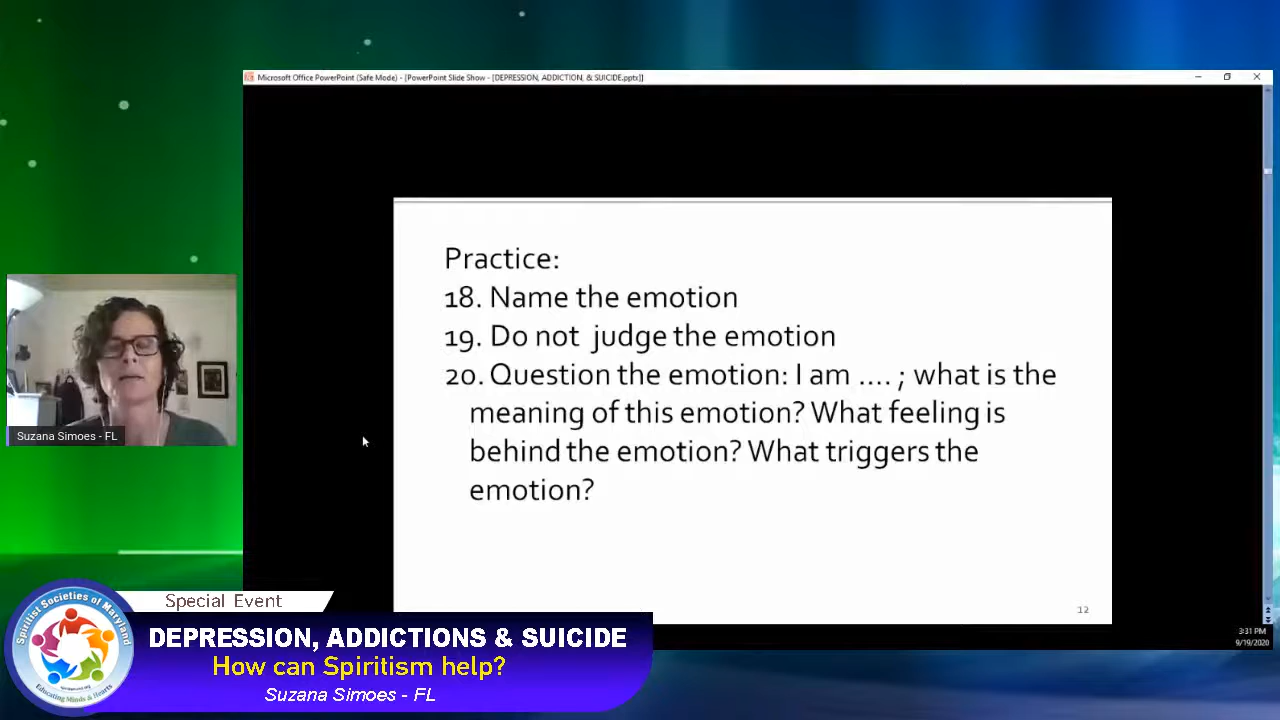 Microsoft Office PowerPoint (Safe Mode) - [PowerPoint Slide Show - [DEPRESSION, ADDICTION, & SUICIDE.pptx]]
Practice:
18. Name the emotion
19. Do not judge the emotion
20. Question the emotion: I am .... ; what is the
meaning of this emotion? What feeling is
behind the emotion? What triggers the
emotion?
12
3:31 PM
9/19/2020
Suzana Simoes - FL
Spiritist Societies of Maryland
Educating Minds & Hearts
Special Event
DEPRESSION, ADDICTIONS & SUICIDE
How can Spiritism help?
Suzana Simoes - FL